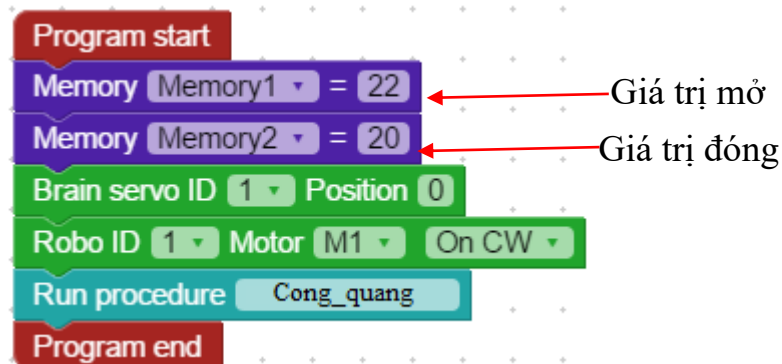 Program start
Memory Memory1 = 22
Giá trị mở
Memory Memory2 = 20
Giá trị đóng
Brain servo ID 1 Position 0
Robo ID 1 Motor M1 On CW
Run procedure Cong_quang
Program end